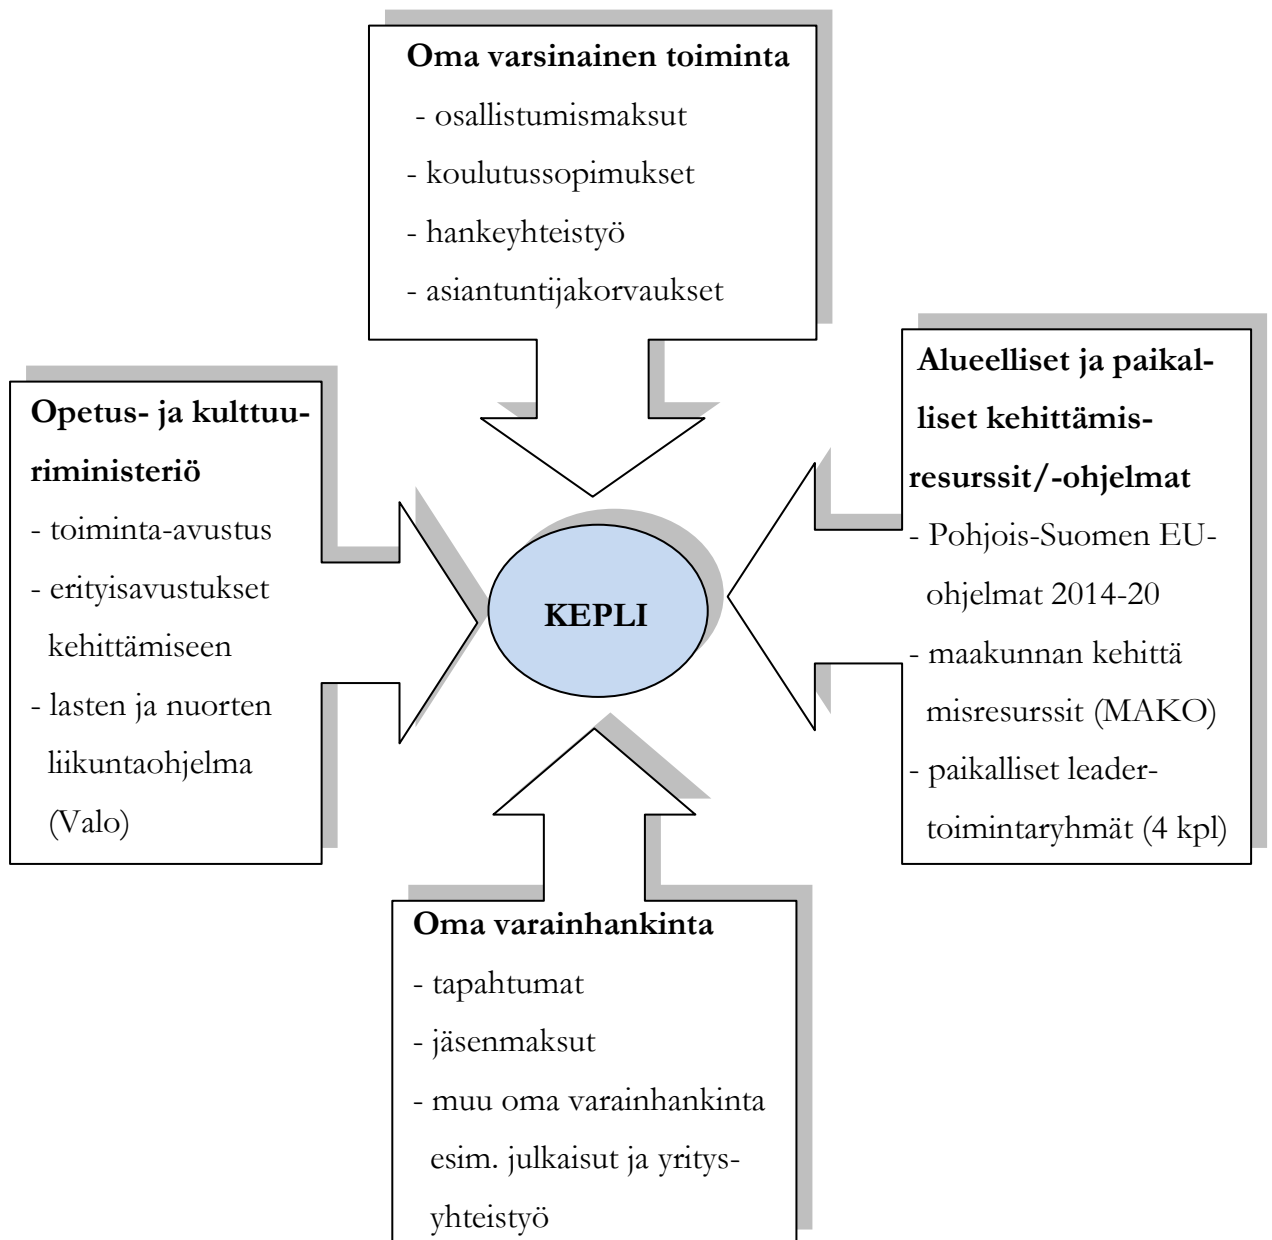 Oma varsinainen toiminta
- osallistumismaksut
- koulutussopimukset
- hankeyhteistyö
- asiantuntijakorvaukset
Opetus- ja kulttuu-
riministeriö
- toiminta-avustus
- erityisavustukset
kehittämiseen
- lasten ja nuorten
liikuntaohjelma
(Valo)
KEPLI
Alueelliset ja paikal-
liset kehittämis-
resurssit/-ohjelmat
- Pohjois-Suomen EU-
ohjelmat 2014-20
- maakunnan kehittä
misresurssit (MAKO)
- paikalliset leader-
toimintaryhmät (4 kpl)
Oma varainhankinta
- tapahtumat
- jäsenmaksut
- muu oma varainhankinta
esim. julkaisut ja yritys-
yhteistyö